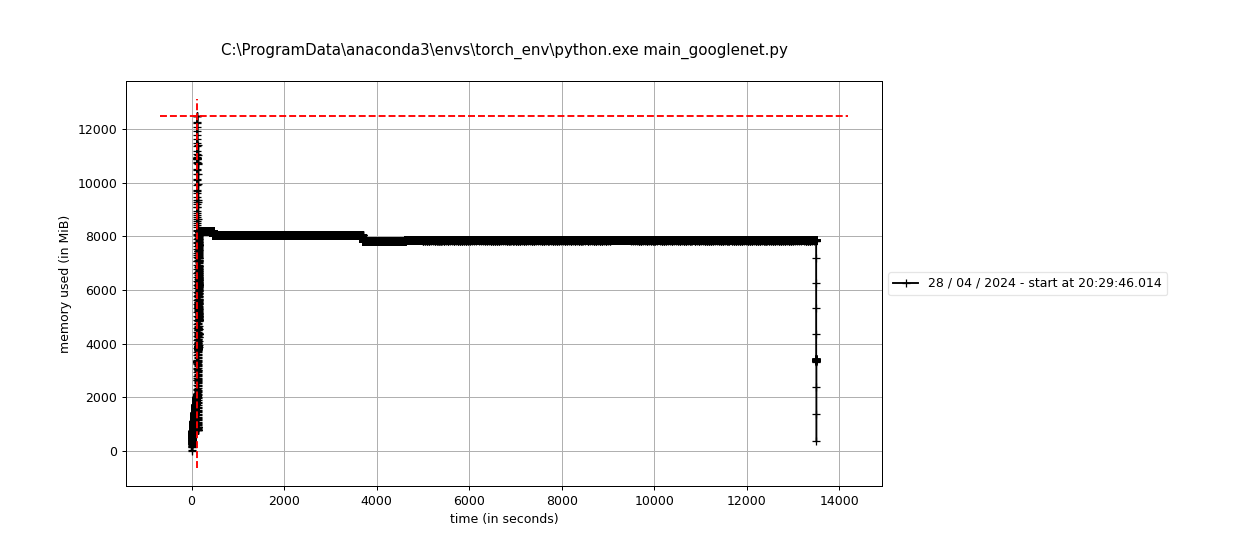 C:\ProgramData\anaconda3\envs\torch_env\python.exe main_googlenet.py
memory used (in MiB)
12000
10000
8000
6000
4000
2000
0
0 2000 4000 6000 8000 10000 12000 14000
time (in seconds)
28 / 04 / 2024 - start at 20:29:46.014